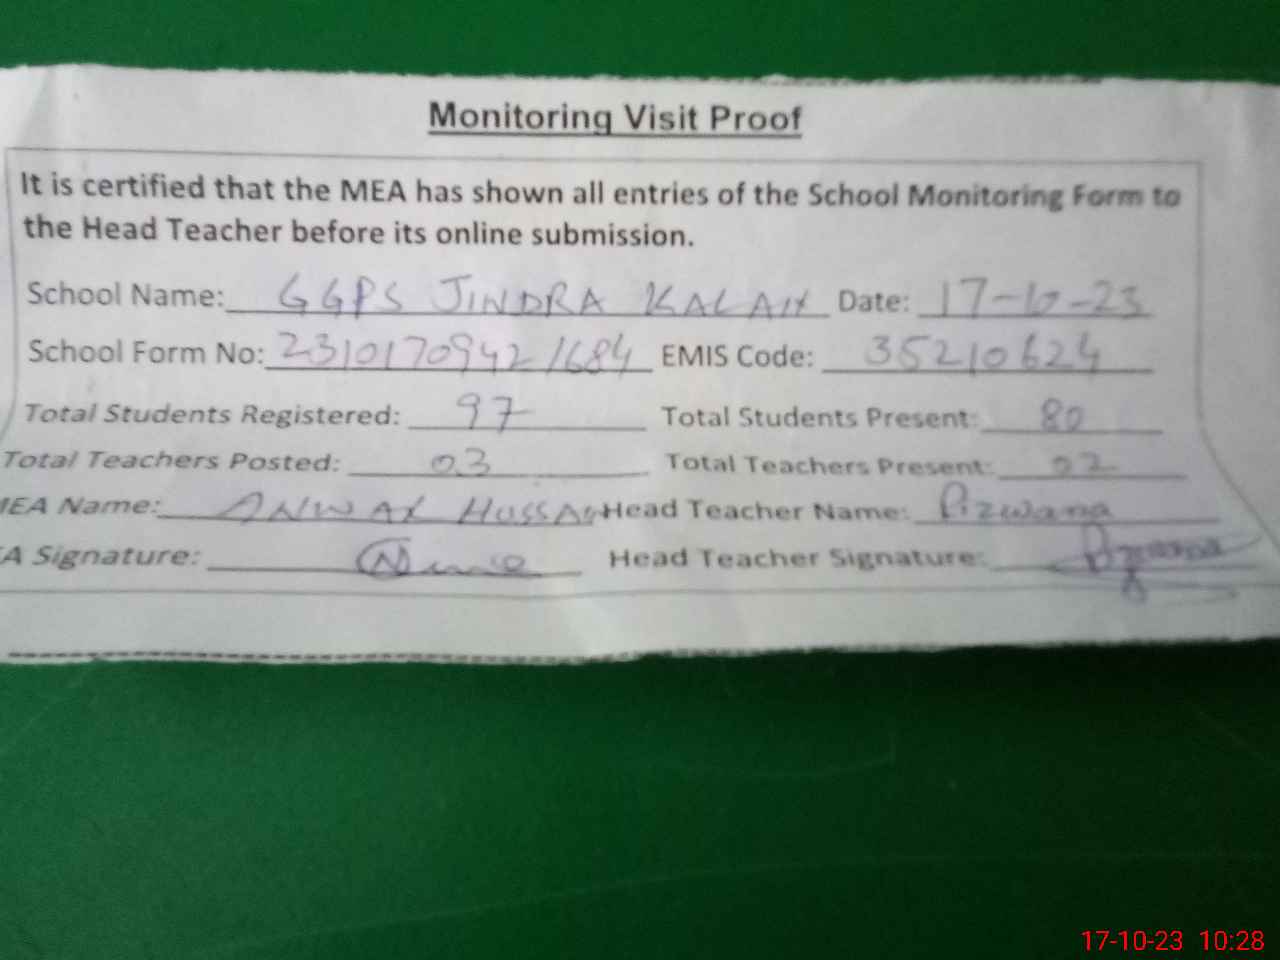 Monitoring Visit Proof
It is certified that the MEA has shown all entries of the School Monitoring Form to
the Head Teacher before its online submission.
School Name: GGPS JINDRA KALAN Date: 17-10-23
School Form No: 23101709421684 EMIS Code: 35210624
Total Students Registered: 97 Total Students Present: 80
Total Teachers Posted: 03 Total Teachers Present: 02
MEA Name: ANWAR HUSSAIN Head Teacher Name: Rizwana
A Signature: Head Teacher Signature: Rizwana
17-10-23 10:28